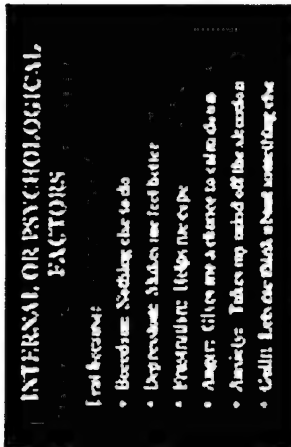 INTERNAL OR PSYCHOLOGICAL
FACTORS
I eat because:
• Boredom: Nothing else to do
• Depression: Makes me feel better
• Frustration: Helps me cope
• Anger: Gives me a chance to calm down
• Anxiety: Takes my mind off the situation
• Guilt: Lets me think about something else